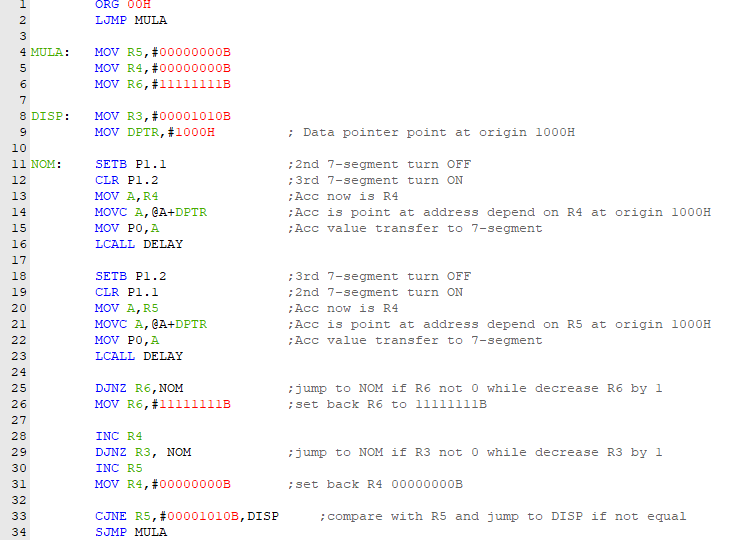 1 ORG 00H
2 LJMP MULA
3
4 MULA: MOV R5,#00000000B
5 MOV R4,#00000000B
6 MOV R6,#11111111B
7
8 DISP: MOV R3,#00001010B
9 MOV DPTR,#1000H ; Data pointer point at origin 1000H
10
11 NOM: SETB P1.1 ;2nd 7-segment turn OFF
12 CLR P1.2 ;3rd 7-segment turn ON
13 MOV A,R4 ;Acc now is R4
14 MOVC A,@A+DPTR ;Acc is point at address depend on R4 at origin 1000H
15 MOV P0,A ;Acc value transfer to 7-segment
16 LCALL DELAY
17
18 SETB P1.2 ;3rd 7-segment turn OFF
19 CLR P1.1 ;2nd 7-segment turn ON
20 MOV A,R5 ;Acc now is R4
21 MOVC A,@A+DPTR ;Acc is point at address depend on R5 at origin 1000H
22 MOV P0,A ;Acc value transfer to 7-segment
23 LCALL DELAY
24
25 DJNZ R6,NOM ;jump to NOM if R6 not 0 while decrease R6 by 1
26 MOV R6,#11111111B ;set back R6 to 11111111B
27
28 INC R4
29 DJNZ R3, NOM ;jump to NOM if R3 not 0 while decrease R3 by 1
30 INC R5
31 MOV R4,#00000000B ;set back R4 00000000B
32
33 CJNE R5,#00001010B,DISP ;compare with R5 and jump to DISP if not equal
34 SJMP MULA